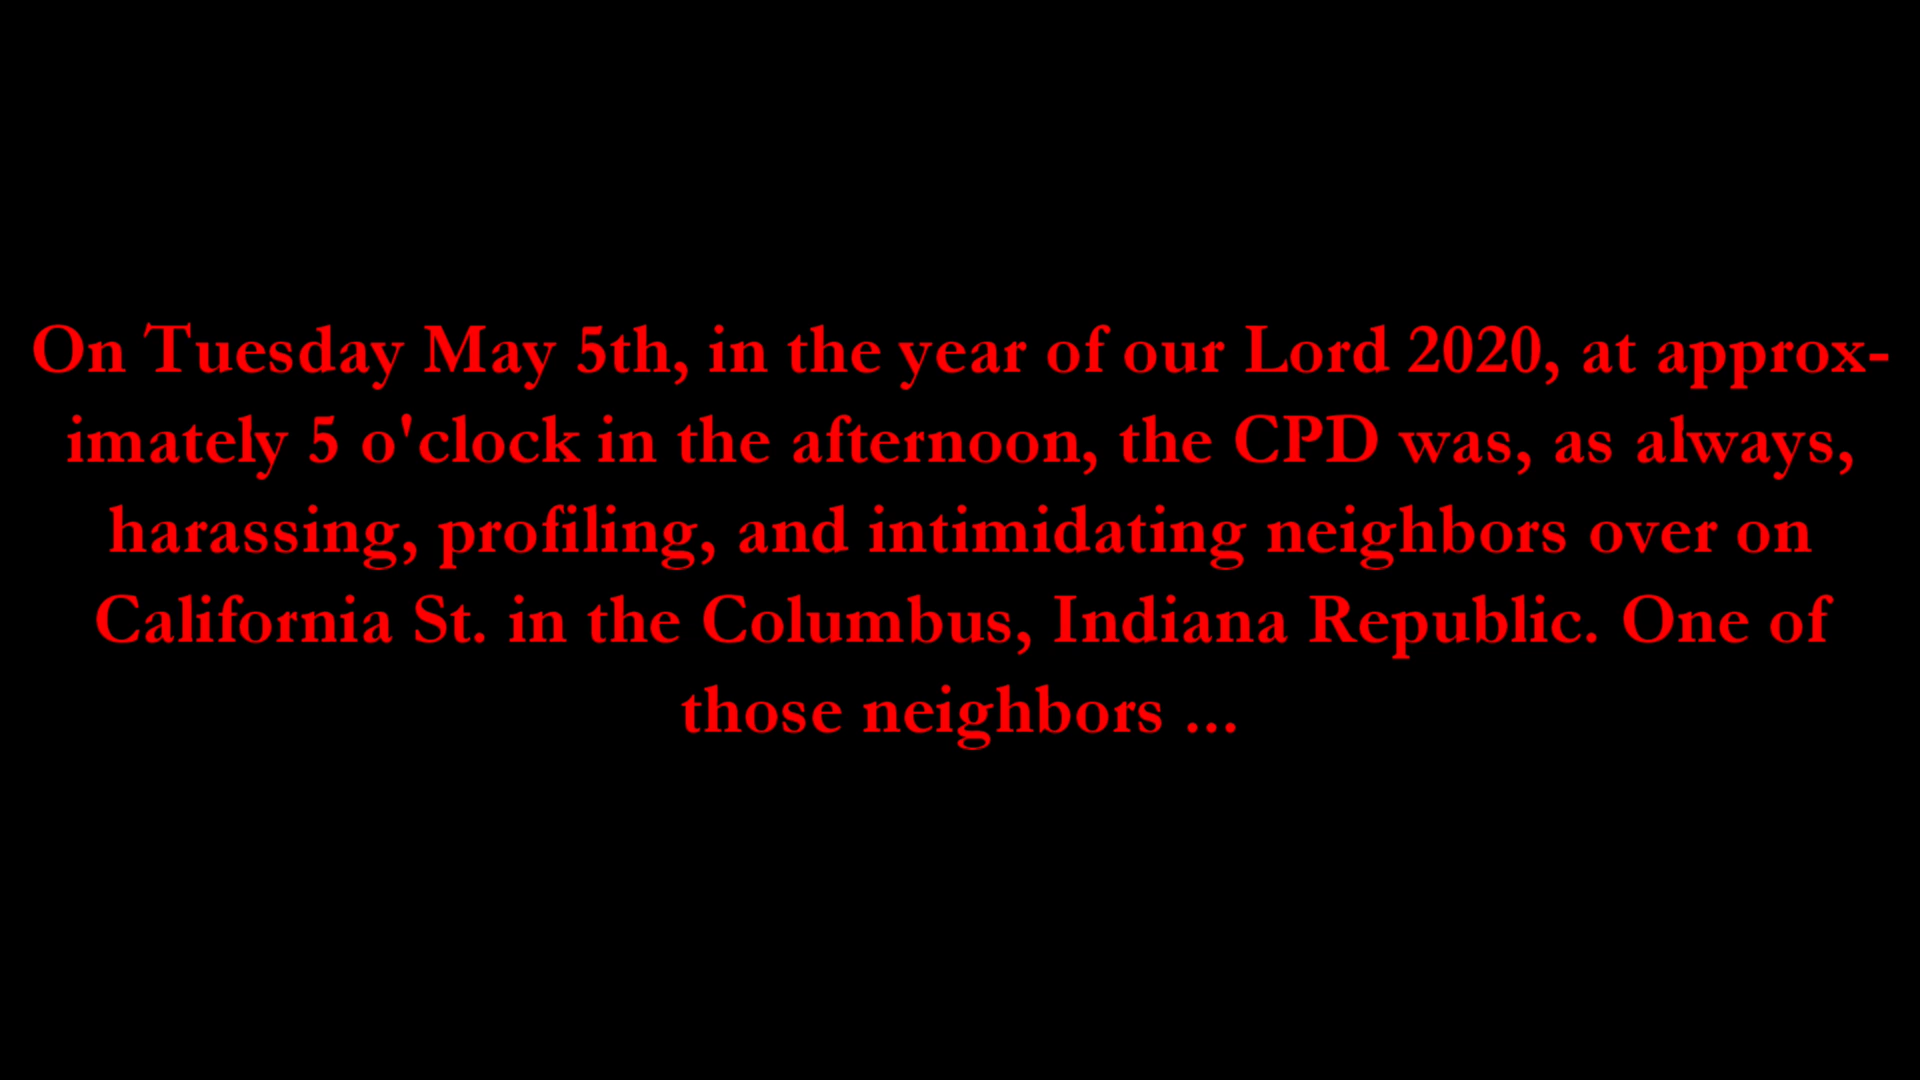 On Tuesday May 5th, in the year of our Lord 2020, at approx-
imately 5 o'clock in the afternoon, the CPD was, as always,
harassing, profiling, and intimidating neighbors over on
California St. in the Columbus, Indiana Republic. One of
those neighbors ...